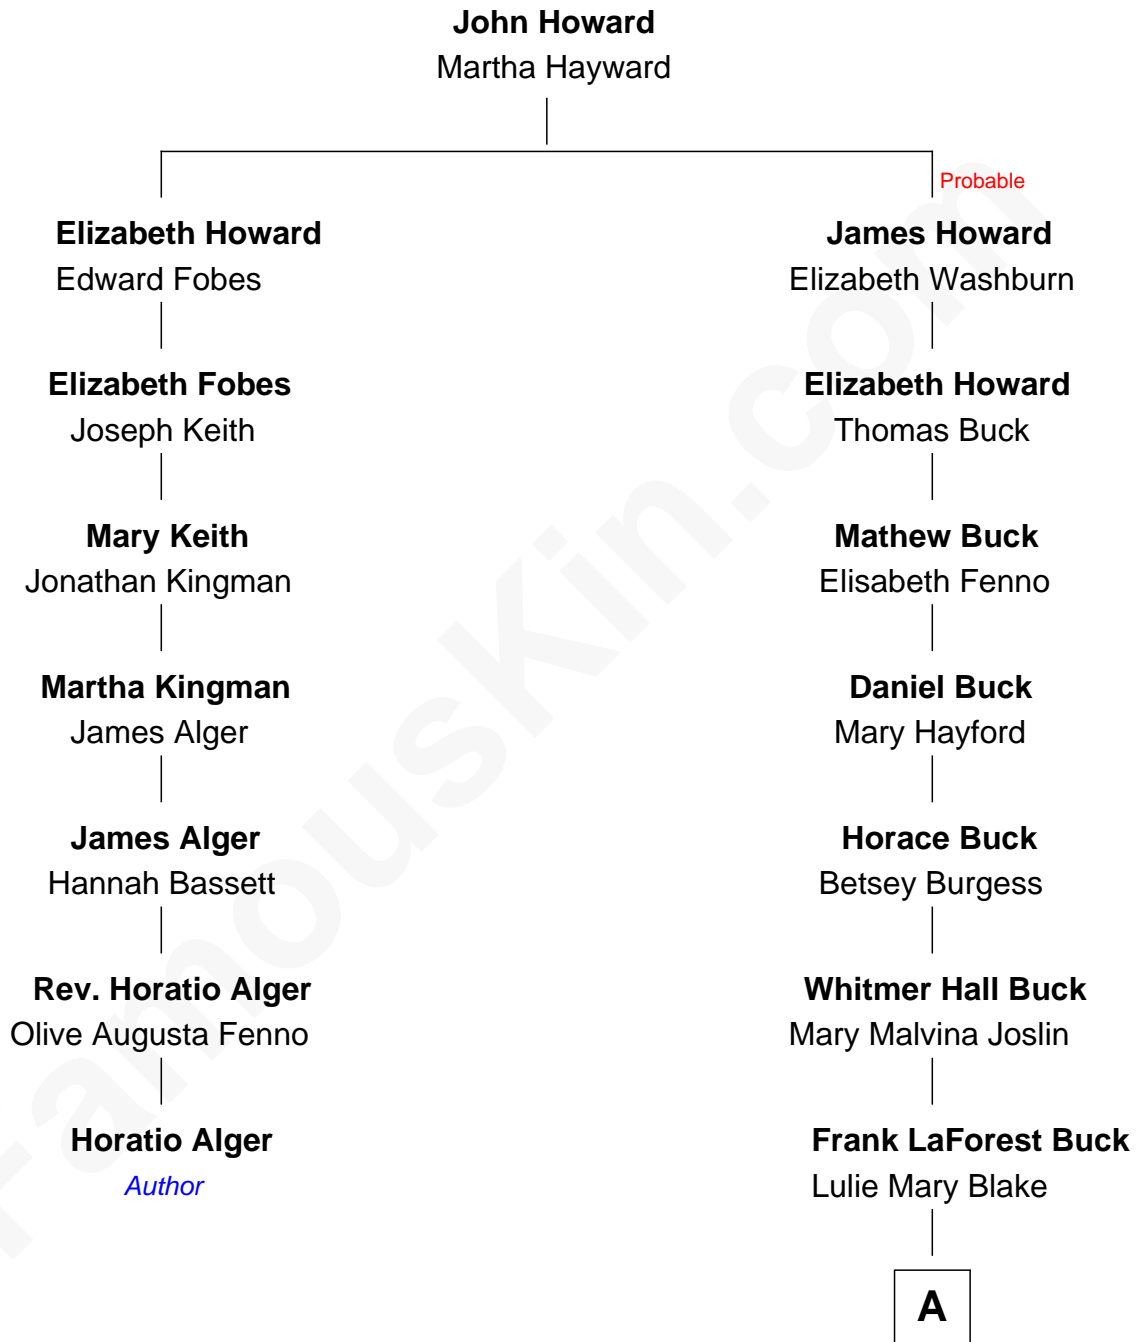 John Howard
Martha Hayward
Probable
Elizabeth Howard
Edward Fobes
James Howard
Elizabeth Washburn
Elizabeth Fobes
Joseph Keith
Elizabeth Howard
Thomas Buck
Mary Keith
Jonathan Kingman
Mathew Buck
Elisabeth Fenno
Martha Kingman
James Alger
Daniel Buck
Mary Hayford
James Alger
Hannah Bassett
Horace Buck
Betsey Burgess
Rev. Horatio Alger
Olive Augusta Fenno
Whitmer Hall Buck
Mary Malvina Joslin
Horatio Alger
Author
Frank LaForest Buck
Lulie Mary Blake
A
FamousKin.com